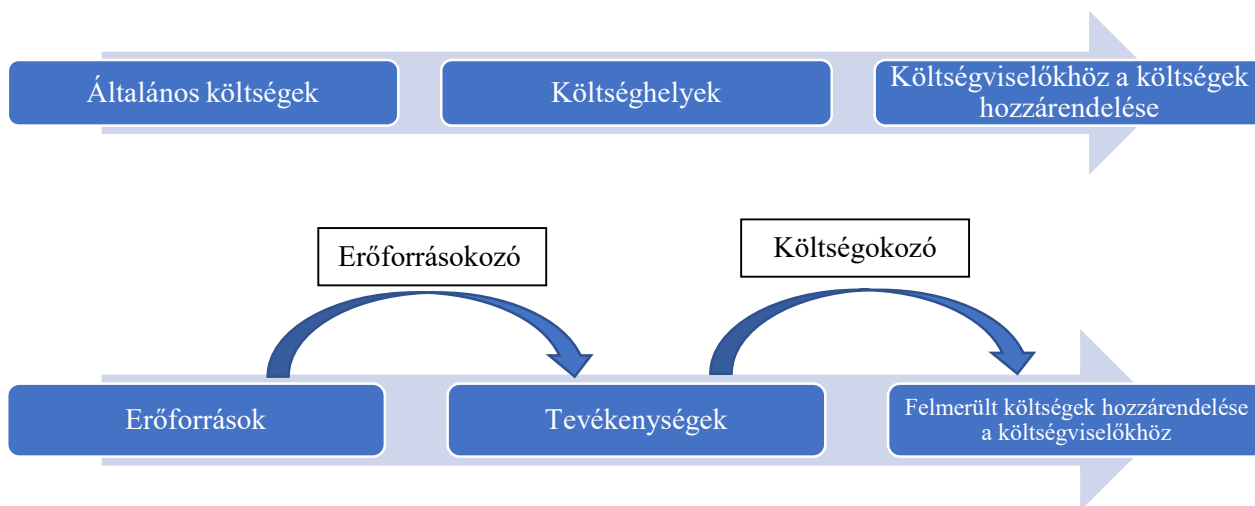 Általános költségek
Költséghelyek
Költségviselőkhöz a költségek
hozzárendelése
Erőforrásokozó
Költségokozó
Erőforrások
Tevékenységek
Felmerült költségek hozzárendelése
a költségviselőkhöz